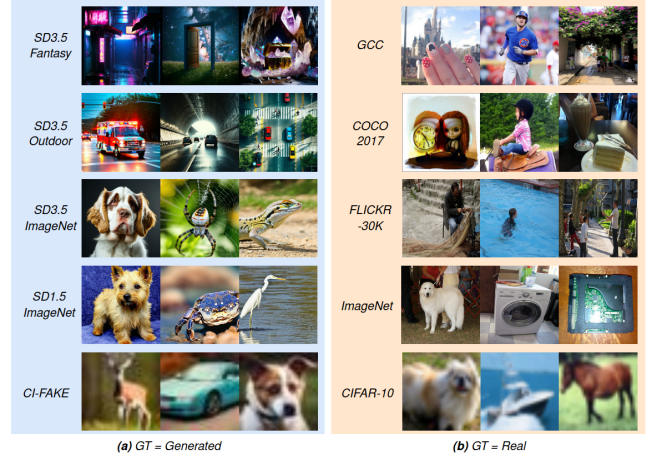 SD3.5
Fantasy
SD3.5
Outdoor
SD3.5
ImageNet
SD1.5
ImageNet
CI-FAKE
(a) GT = Generated
GCC
COCO
2017
FLICKR
-30K
ImageNet
CIFAR-10
(b) GT = Real